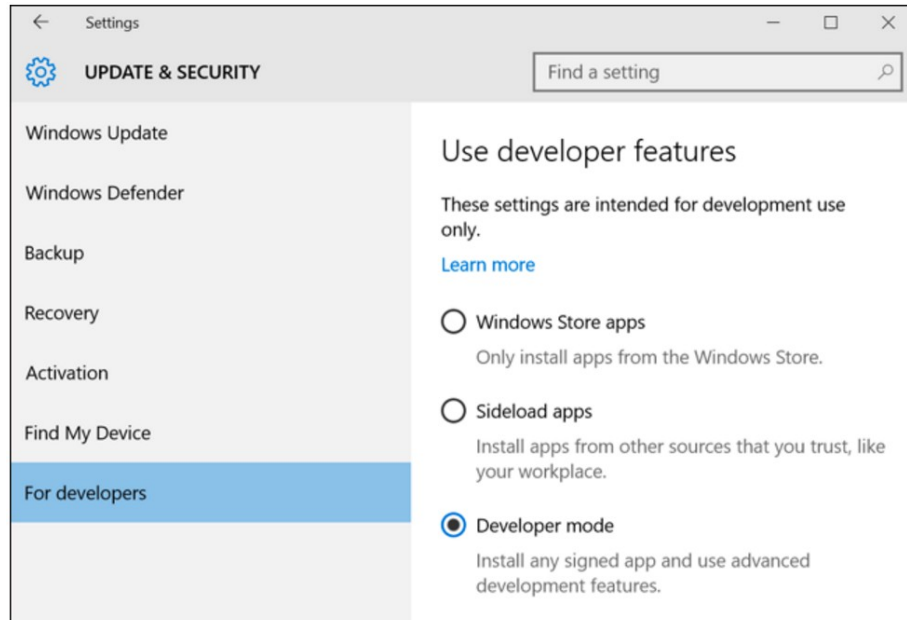 Settings
UPDATE & SECURITY
Find a setting
Windows Update
Windows Defender
Backup
Recovery
Activation
Find My Device
For developers
Use developer features
These settings are intended for development use
only.
Learn more
Windows Store apps
Only install apps from the Windows Store.
Sideload apps
Install apps from other sources that you trust, like
your workplace.
Developer mode
Install any signed app and use advanced
development features.